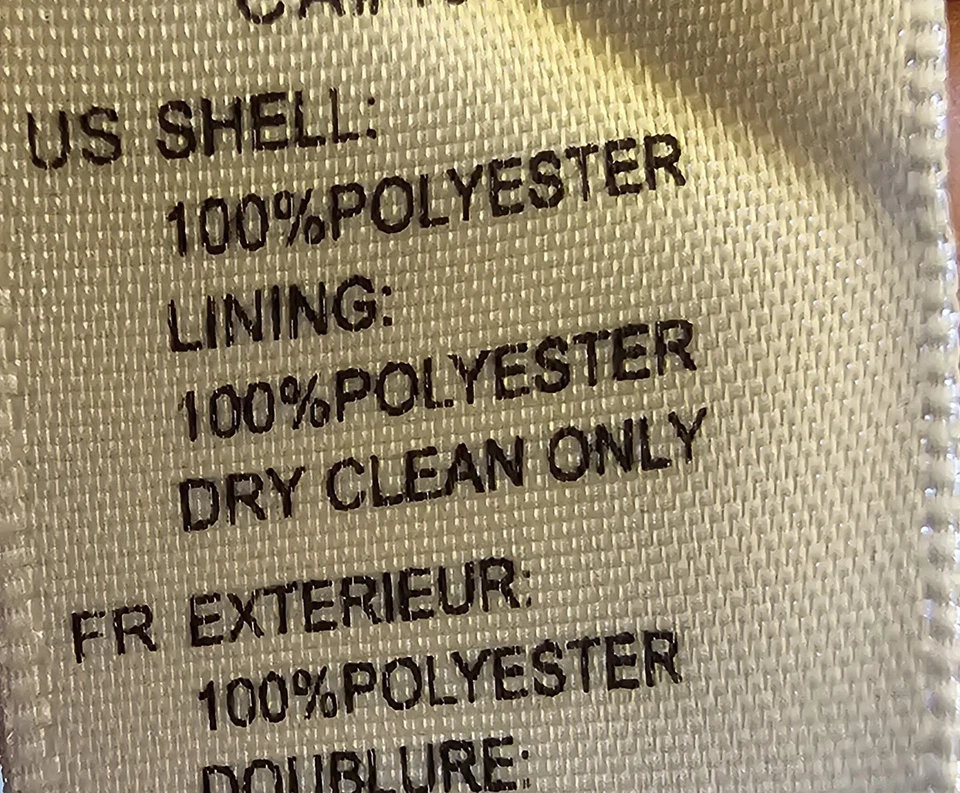 US SHELL:
100%POLYESTER
LINING:
100%POLYESTER
DRY CLEAN ONLY
FR EXTERIEUR:
100%POLYESTER
DOUBLURE: